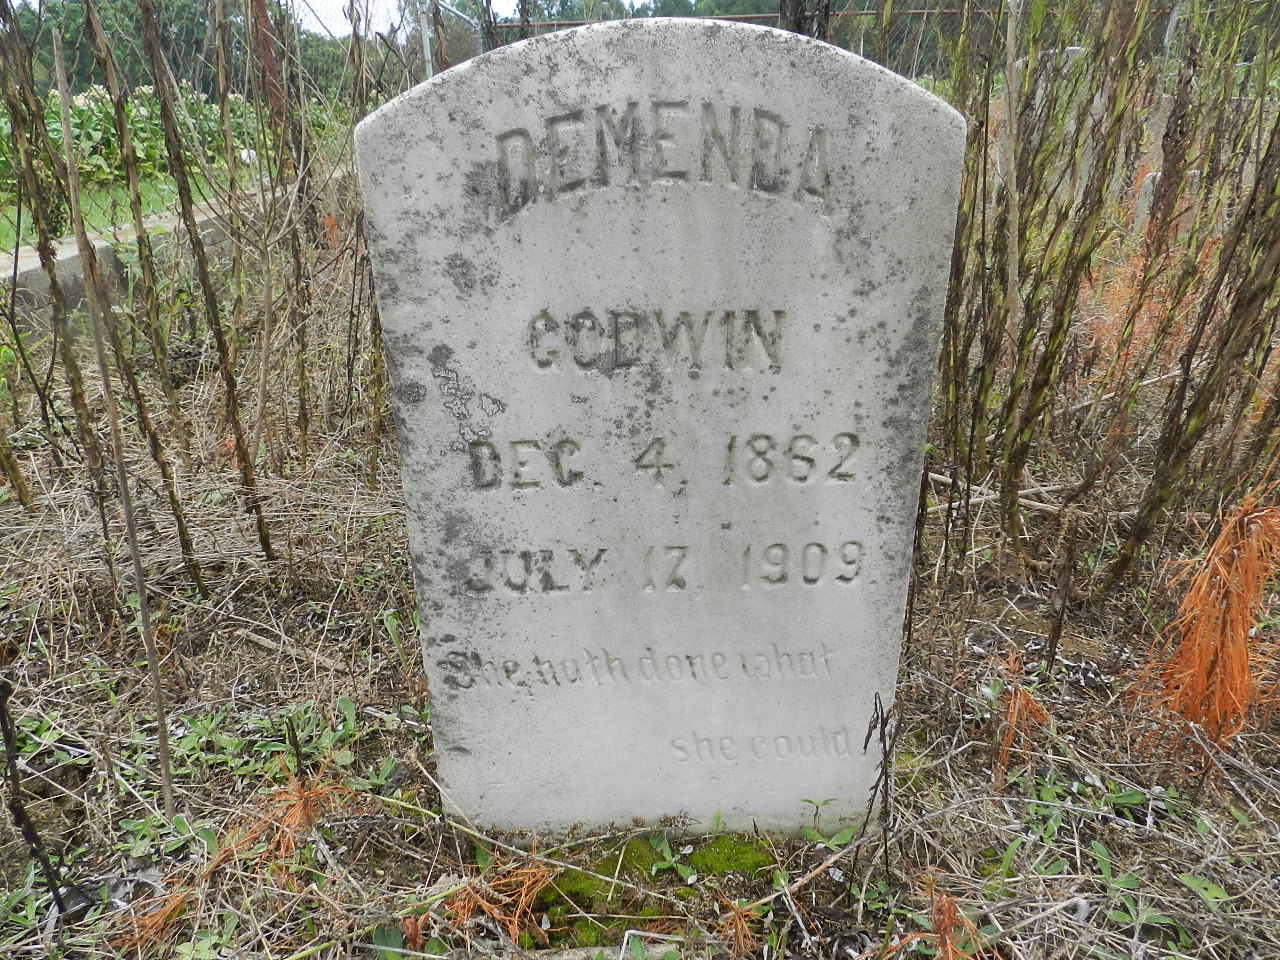 DEMENDA
GODWIN
DEC. 4, 1862
JULY 17, 1909
She hath done what
she could.